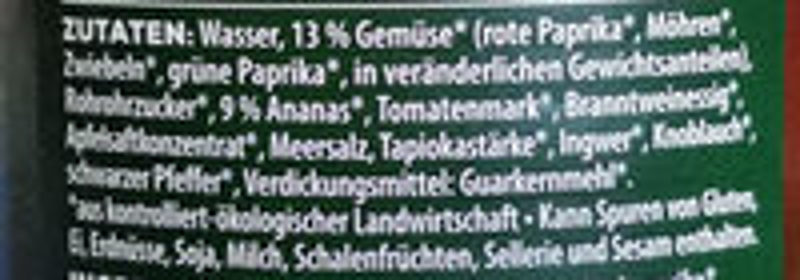 ZUTATEN: Wasser, 13 % Gemüse* (rote Paprika*, Möhren*,
Zwiebeln*, grüne Paprika*, in veränderlichen Gewichtsanteilen),
Rohrohrzucker*, 9 % Ananas*, Tomatenmark*, Branntweinessig*,
Apfelsaftkonzentrat*, Meersalz, Tapiokastärke*, Ingwer*, Knoblauch*,
schwarzer Pfeffer*, Verdickungsmittel: Guarkernmehl*.
*aus kontrolliert-ökologischer Landwirtschaft • Kann Spuren von Gluten,
Ei, Erdnüsse, Soja, Milch, Schalenfrüchten, Sellerie und Sesam enthalten.